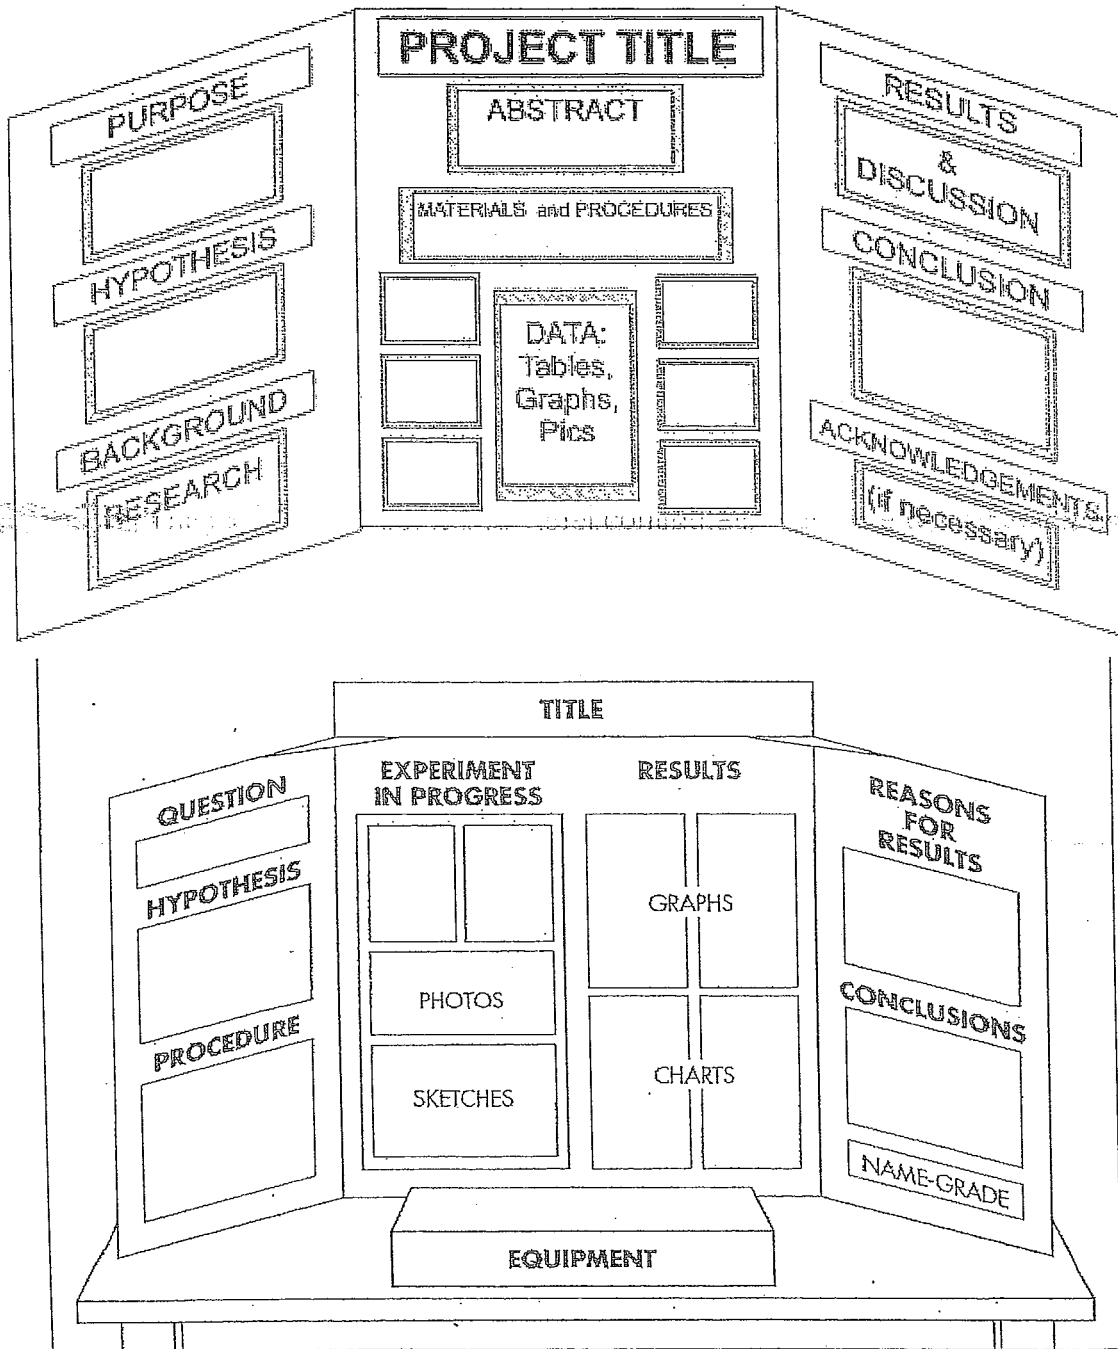 PROJECT TITLE
PURPOSE
HYPOTHESIS
BACKGROUND
RESEARCH
ABSTRACT
MATERIALS and PROCEDURES
DATA:
Tables,
Graphs,
Pics
RESULTS
&
DISCUSSION
CONCLUSION
ACKNOWLEDGEMENTS
(if necessary)
TITLE
QUESTION
HYPOTHESIS
PROCEDURE
EXPERIMENT
IN PROGRESS
PHOTOS
SKETCHES
RESULTS
GRAPHS
CHARTS
REASONS
FOR
RESULTS
CONCLUSIONS
NAME-GRADE
EQUIPMENT